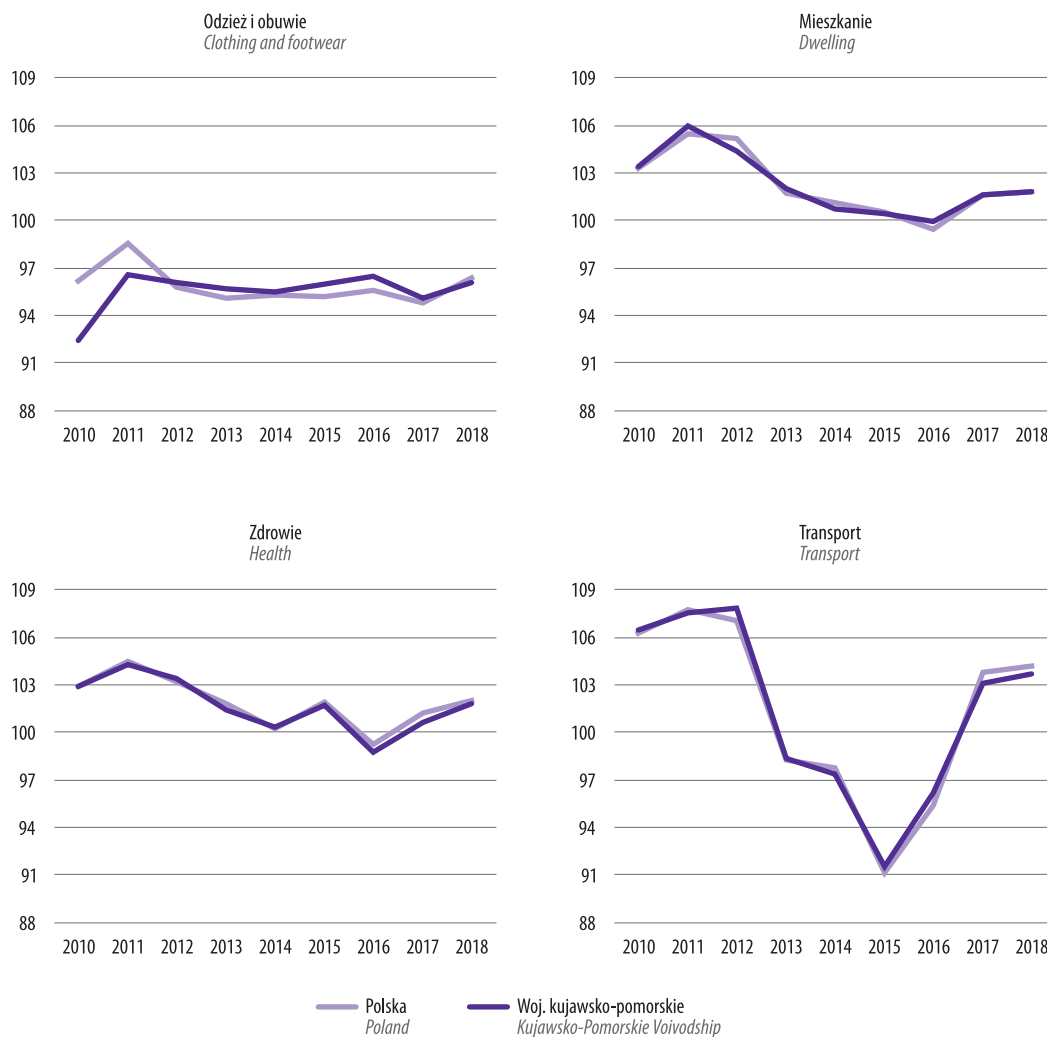 Odzież i obuwie
Clothing and footwear
109
106
103
100
97
94
91
88
2010 2011 2012 2013 2014 2015 2016 2017 2018
Mieszkanie
Dwelling
109
106
103
100
97
94
91
88
2010 2011 2012 2013 2014 2015 2016 2017 2018
Zdrowie
Health
109
106
103
100
97
94
91
88
2010 2011 2012 2013 2014 2015 2016 2017 2018
Transport
Transport
109
106
103
100
97
94
91
88
2010 2011 2012 2013 2014 2015 2016 2017 2018
Polska
Poland
Woj. kujawsko-pomorskie
Kujawsko-Pomorskie Voivodship